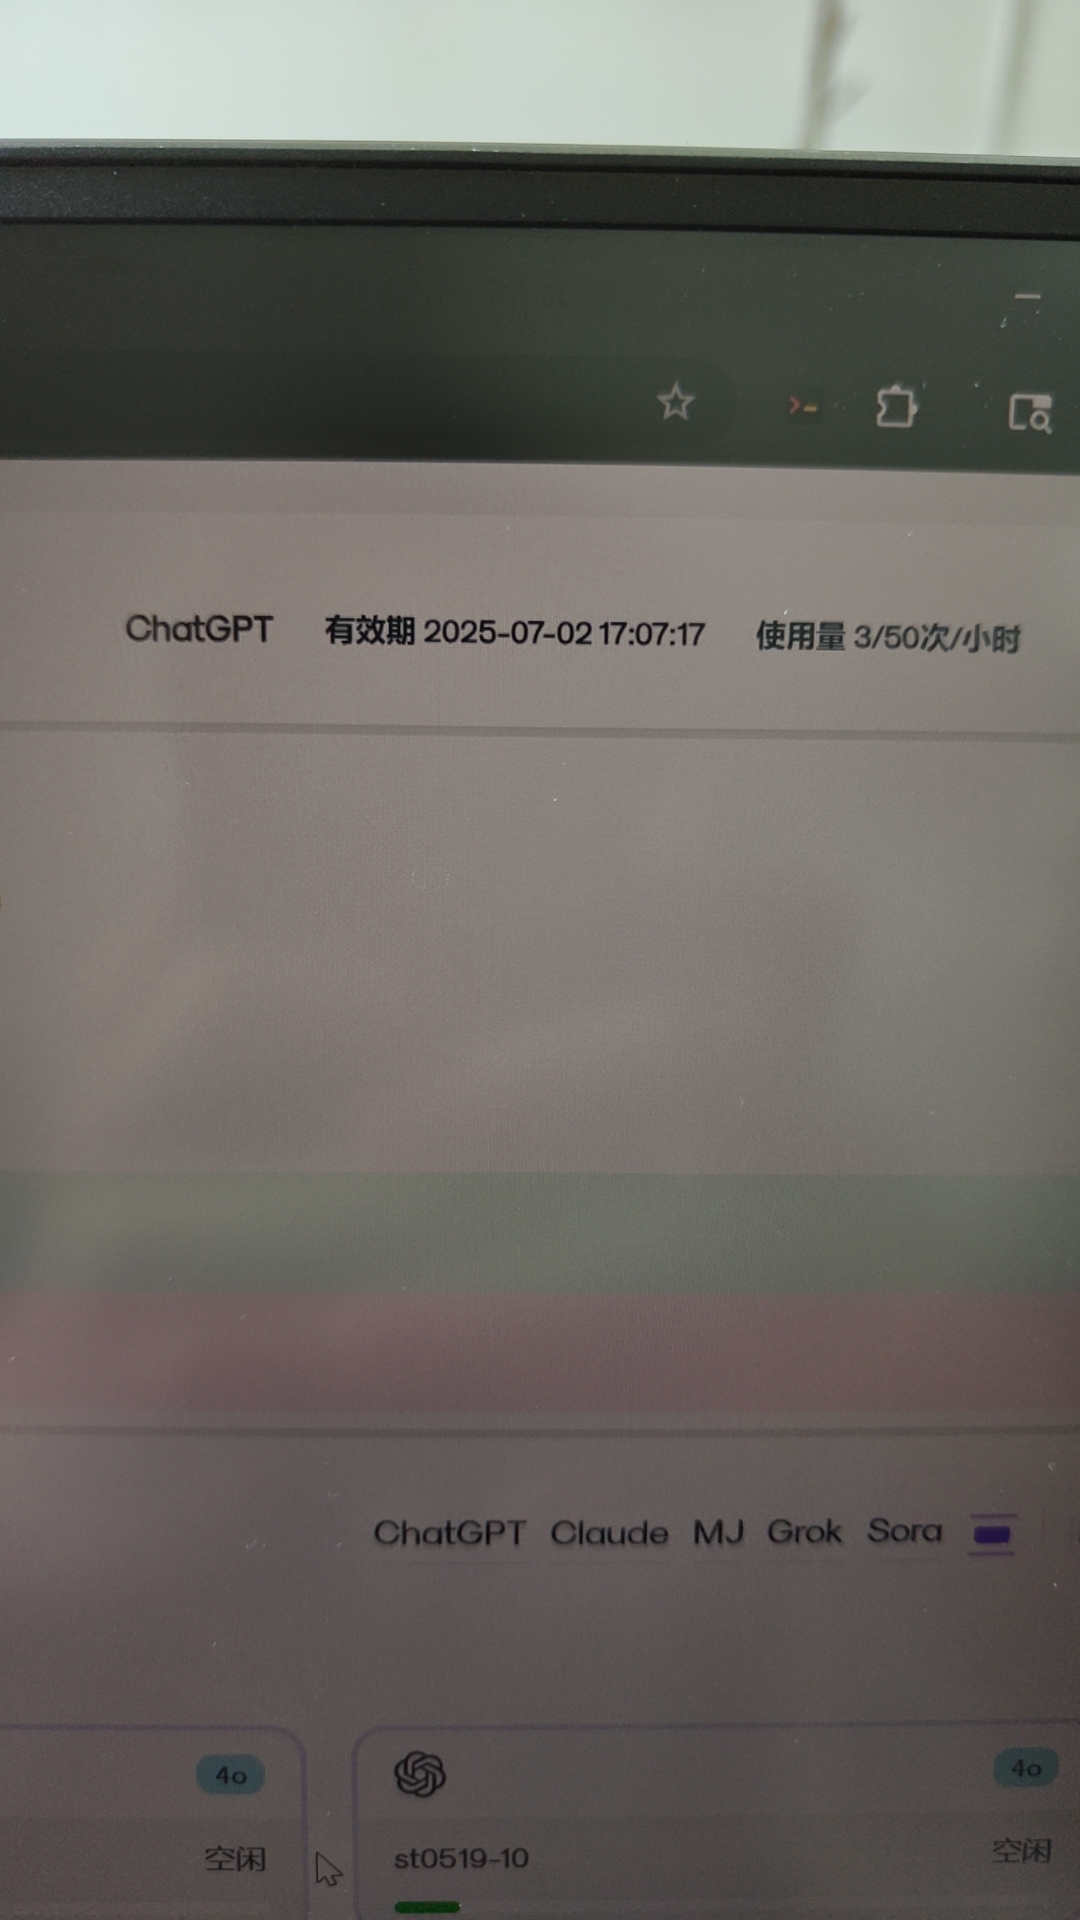 ChatGPT 有效期 2025-07-02 17:07:17 使用量 3/50次/小时
ChatGPT Claude MJ Grok Sora
4o 4o
空闲 st0519-10 空闲